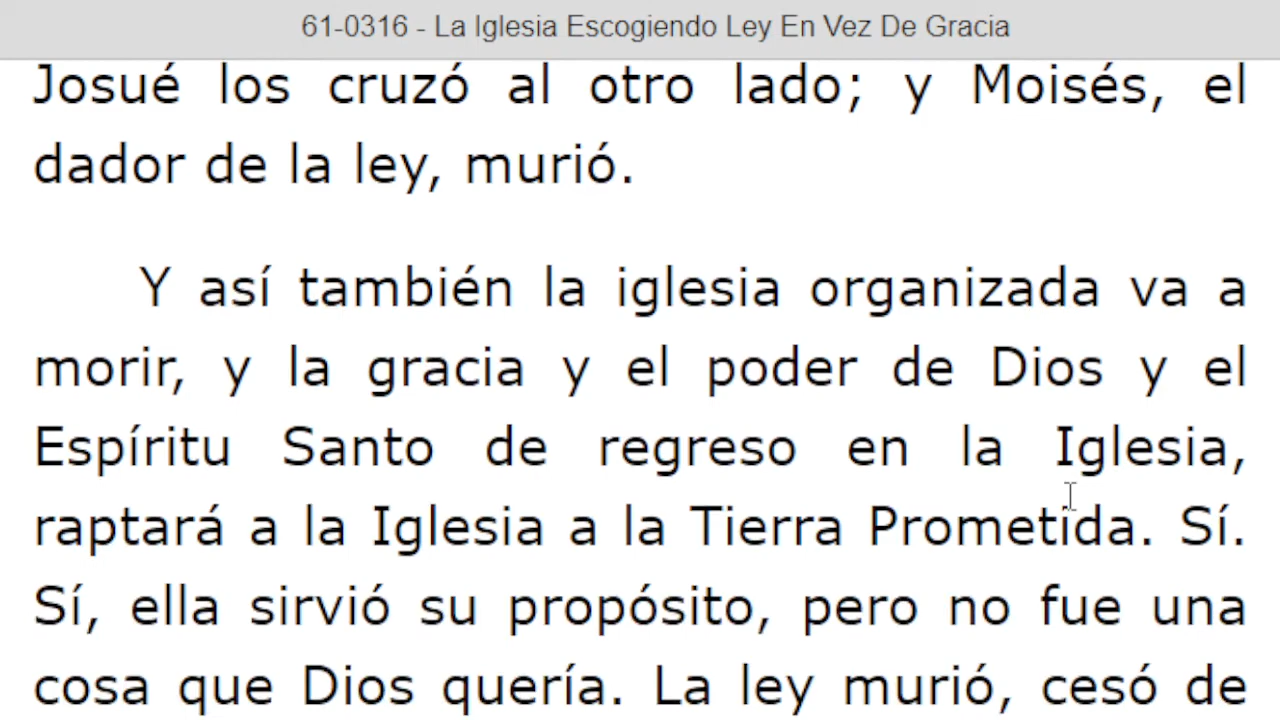 61-0316 - La Iglesia Escogiendo Ley En Vez De Gracia
Josué los cruzó al otro lado; y Moisés, el
dador de la ley, murió.
Y así también la iglesia organizada va a
morir, y la gracia y el poder de Dios y el
Espíritu Santo de regreso en la Iglesia,
raptará a la Iglesia a la Tierra Prometida. Sí.
Sí, ella sirvió su propósito, pero no fue una
cosa que Dios quería. La ley murió, cesó de